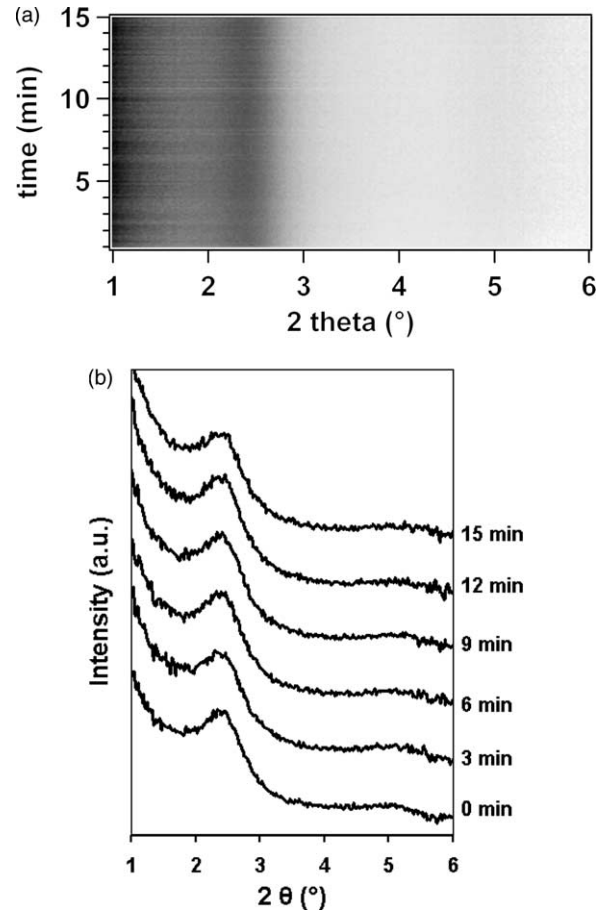 (a)
15
10
5
time (min)
1 2 3 4 5 6
2 theta (°)
(b)
Intensity (a.u.)
15 min
12 min
9 min
6 min
3 min
0 min
1 2 3 4 5 6
2 θ (°)